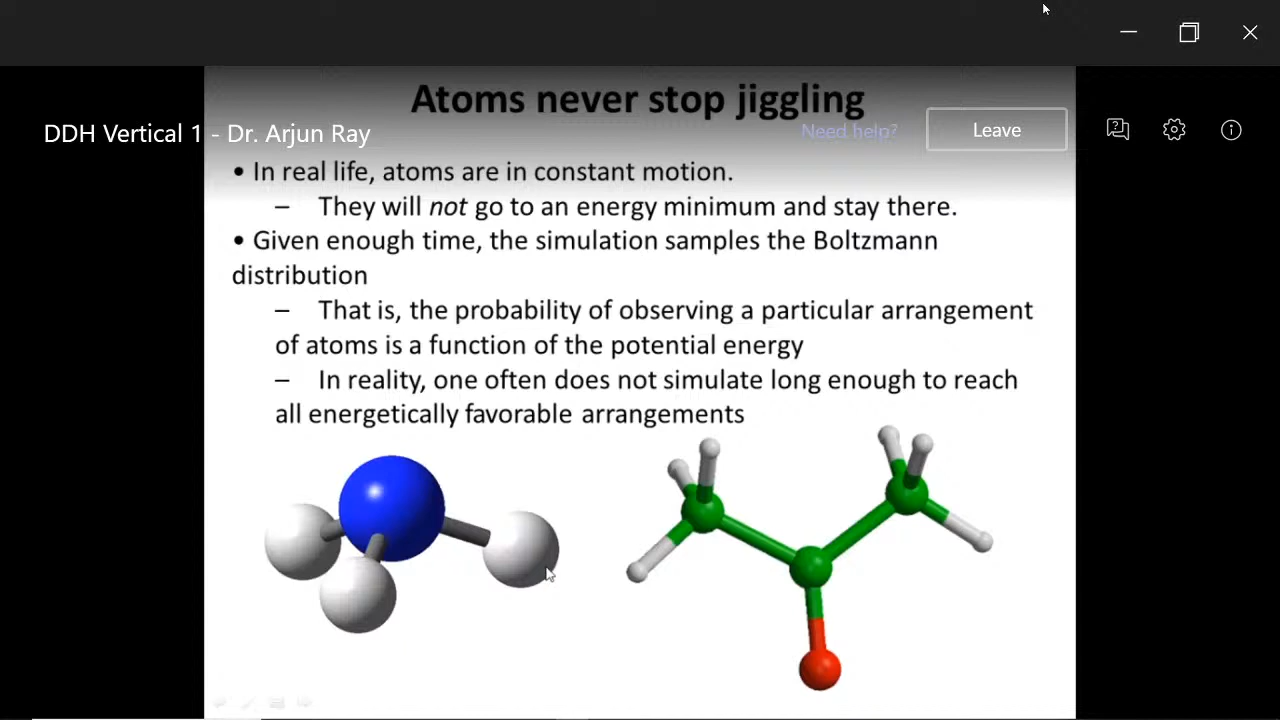 Atoms never stop jiggling
DDH Vertical 1 - Dr. Arjun Ray
Need help?
Leave
• In real life, atoms are in constant motion.
– They will not go to an energy minimum and stay there.
• Given enough time, the simulation samples the Boltzmann
distribution
– That is, the probability of observing a particular arrangement
of atoms is a function of the potential energy
– In reality, one often does not simulate long enough to reach
all energetically favorable arrangements